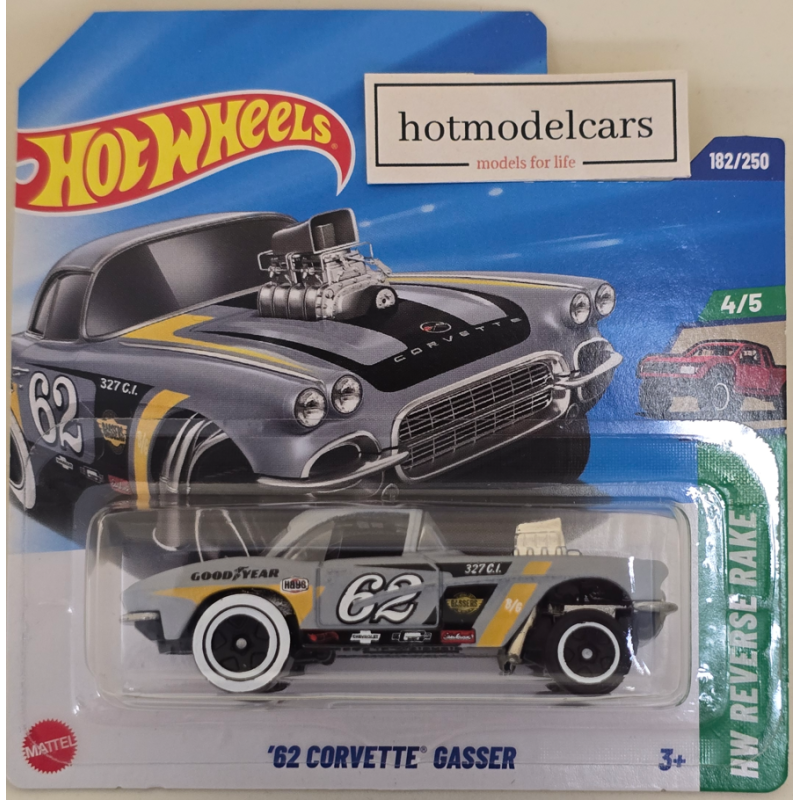 HOT WHEELS
hotmodelcars
models for life
182/250
4/5
CORVETTE
62
327 C.I.
GOODYEAR
327 C.I.
62
HW REVERSE RAKE
MATTEL
'62 CORVETTE® GASSER
3+